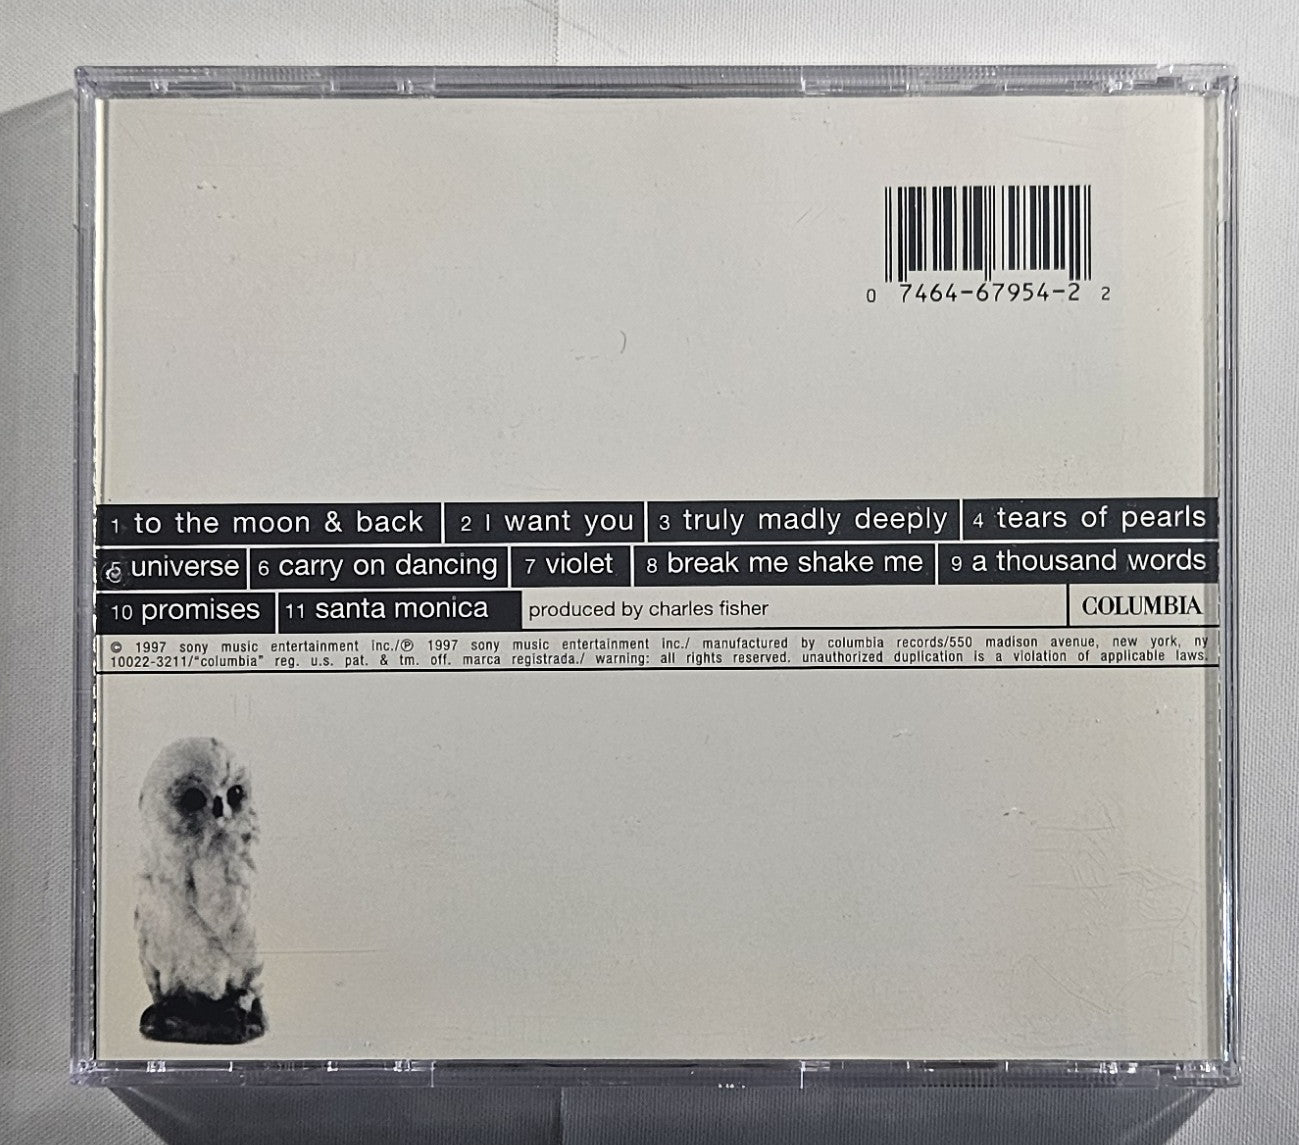 0 7464-67954-2 2
1 to the moon & back 2 I want you 3 truly madly deeply 4 tears of pearls
5 universe 6 carry on dancing 7 violet 8 break me shake me 9 a thousand words
10 promises 11 santa monica produced by charles fisher COLUMBIA
© 1997 sony music entertainment inc./℗ 1997 sony music entertainment inc./ manufactured by columbia records/550 madison avenue, new york, ny
10022-3211/"columbia" reg. u.s. pat. & tm. off. marca registrada./ warning: all rights reserved. unauthorized duplication is a violation of applicable laws.